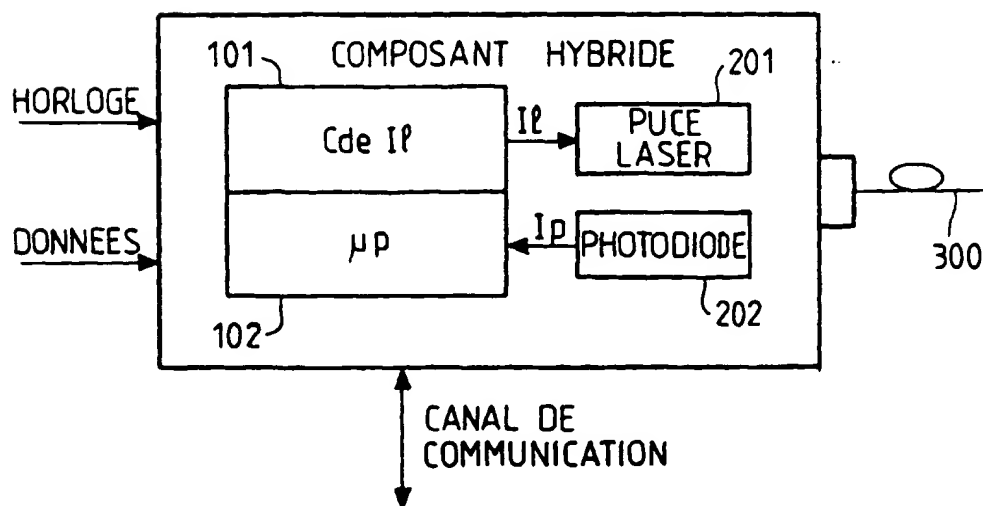 COMPOSANT HYBRIDE
101
201
HORLOGE
Cde Iℓ
Iℓ
PUCE
LASER
DONNEES
µp
Ip
PHOTODIODE
300
102
202
CANAL DE
COMMUNICATION